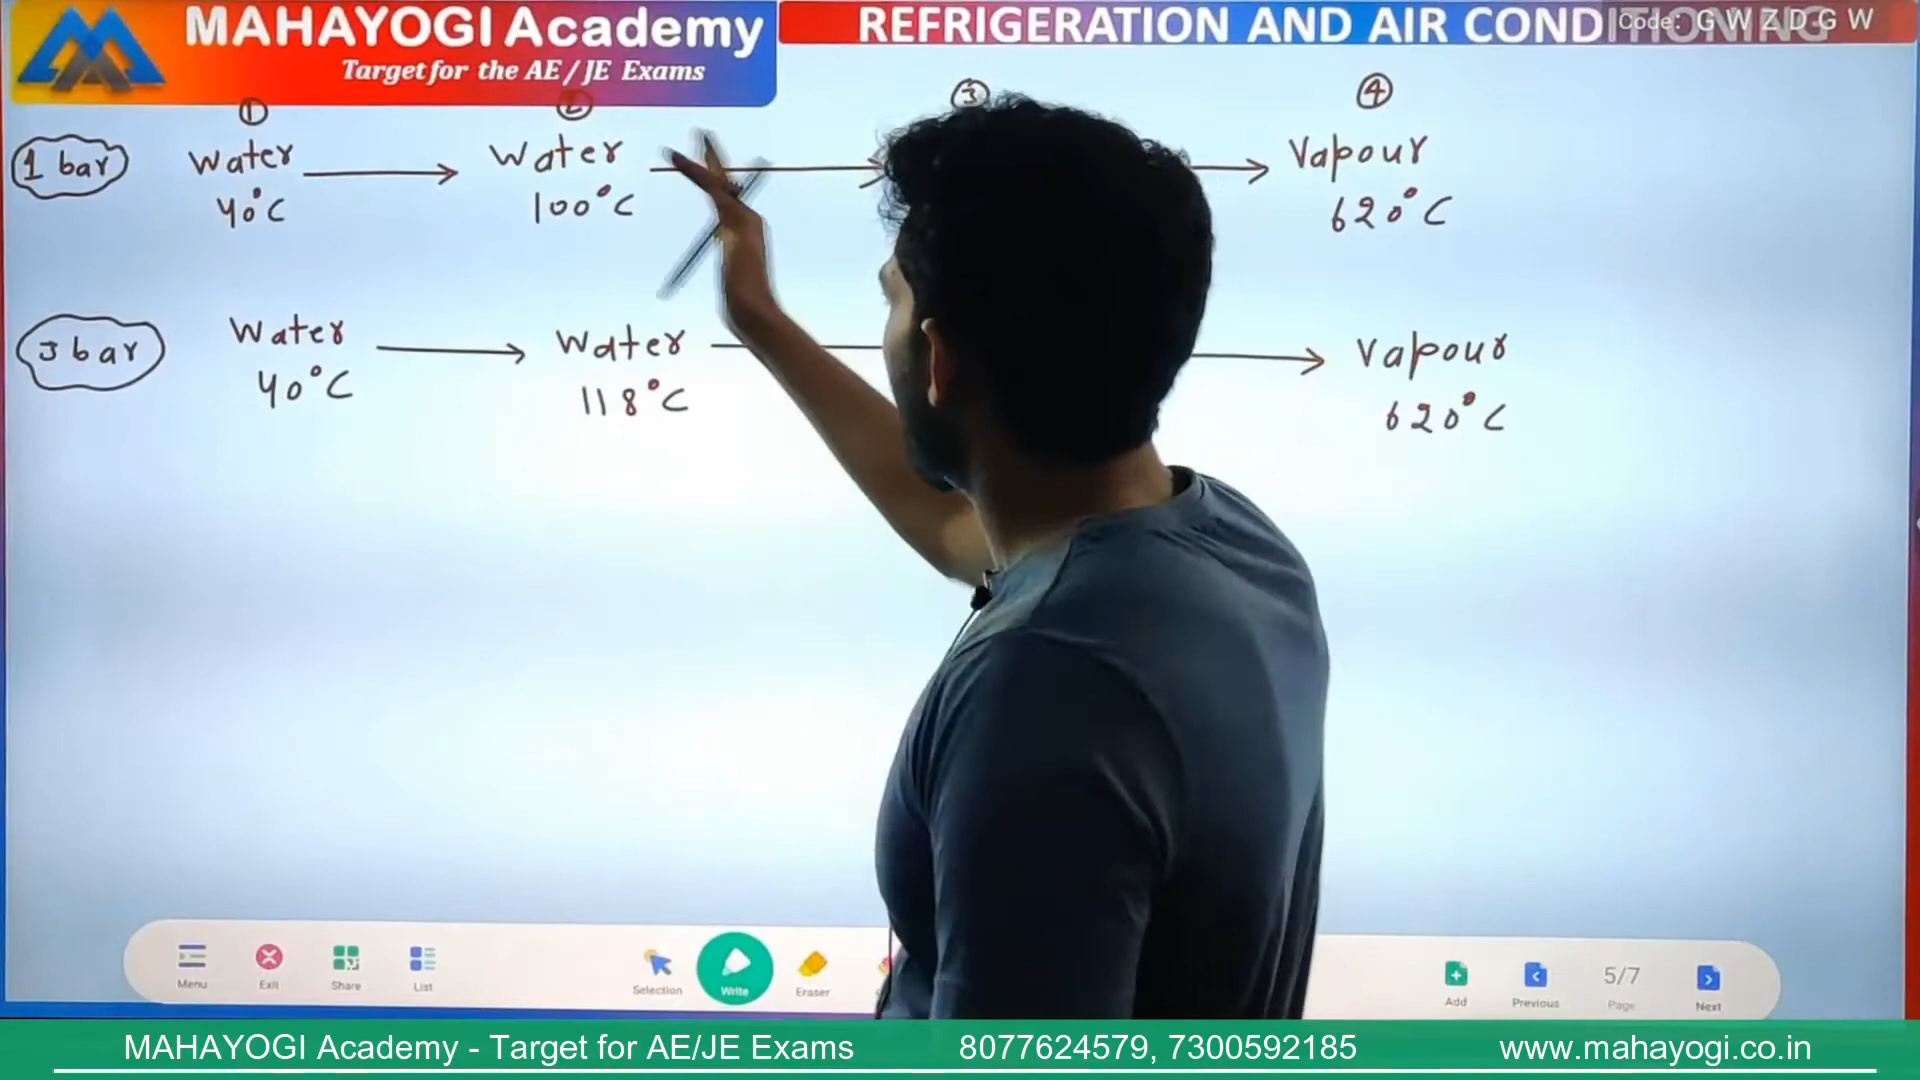 MAHAYOGI Academy
Target for the AE/JE Exams
REFRIGERATION AND AIR CONDITIONING
Code: G W Z D G W
① ② ③ ④
1 bar Water Water Vapour
40°C 100°C 620°C
3 bar Water Water Vapour
40°C 118°C 620°C
Menu Exit Share List Selection Write Eraser Add Previous 5/7 Page Next
MAHAYOGI Academy - Target for AE/JE Exams 8077624579, 7300592185 www.mahayogi.co.in